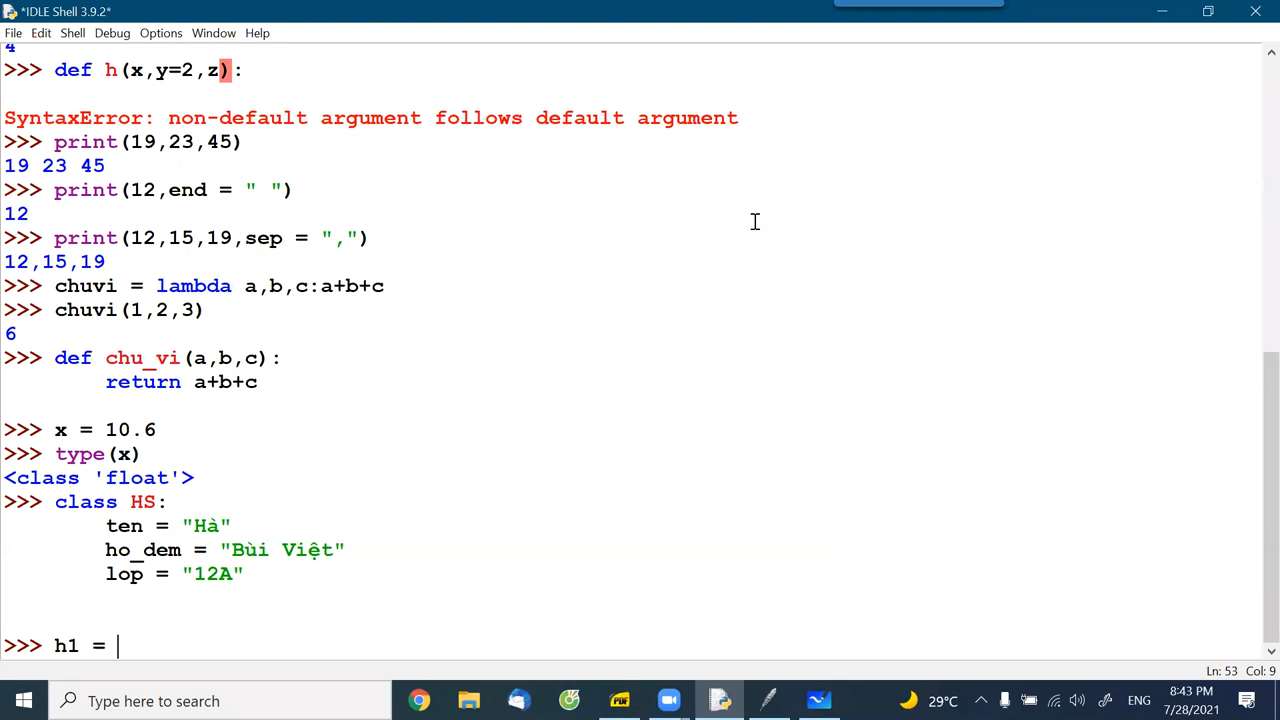 *IDLE Shell 3.9.2*
File Edit Shell Debug Options Window Help
4
>>> def h(x,y=2,z):
SyntaxError: non-default argument follows default argument
>>> print(19,23,45)
19 23 45
>>> print(12,end = " ")
12
>>> print(12,15,19,sep = ",")
12,15,19
>>> chuvi = lambda a,b,c:a+b+c
>>> chuvi(1,2,3)
6
>>> def chu_vi(a,b,c):
return a+b+c
>>> x = 10.6
>>> type(x)
<class 'float'>
>>> class HS:
ten = "Hà"
ho_dem = "Bùi Việt"
lop = "12A"
>>> h1 =
Ln: 53 Col: 9
Type here to search
PDF
29°C
ENG
8:43 PM
7/28/2021